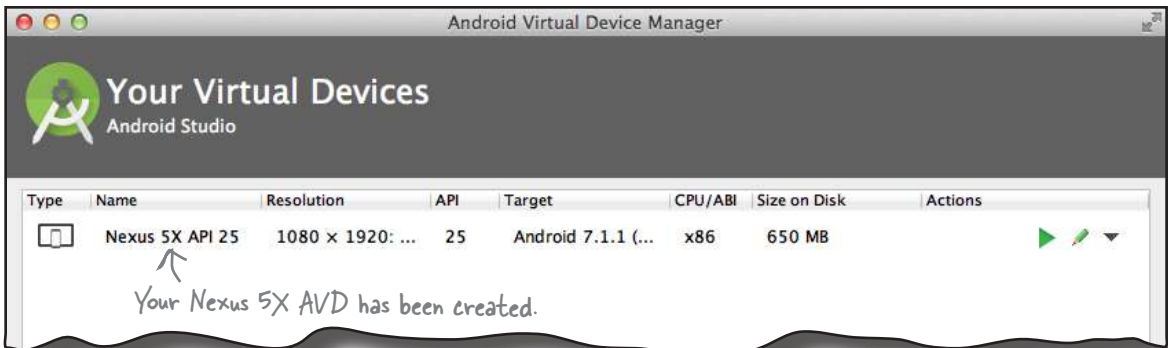 Android Virtual Device Manager
Your Virtual Devices
Android Studio
Type Name Resolution API Target CPU/ABI Size on Disk Actions
Nexus 5X API 25 1080 × 1920: ... 25 Android 7.1.1 (... x86 650 MB
Your Nexus 5X AVD has been created.